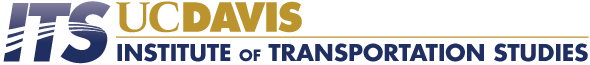 ITS UCDAVIS
INSTITUTE OF TRANSPORTATION STUDIES